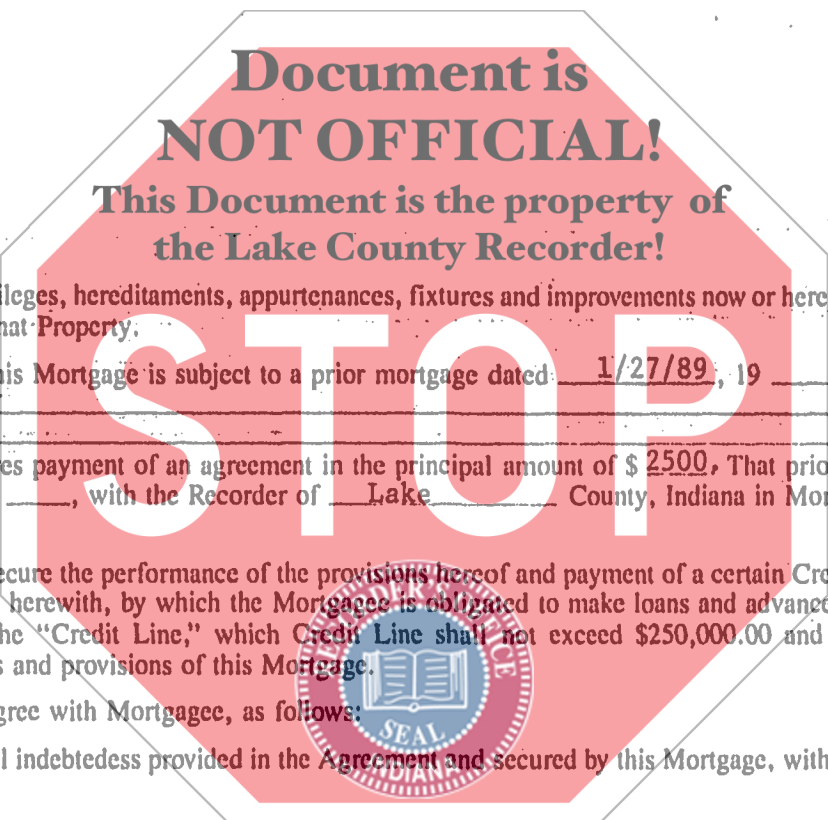 Document is
NOT OFFICIAL!
This Document is the property of
the Lake County Recorder!
ileges, hereditaments, appurtenances, fixtures and improvements now or here
hat Property.
STOP
his Mortgage is subject to a prior mortgage dated 1/27/89, 19
es payment of an agreement in the principal amount of $ 2500. That prio
, with the Recorder of Lake County, Indiana in Mor
ecure the performance of the provisions hereof and payment of a certain Cre
herewith, by which the Mortgagee is obligated to make loans and advance
he "Credit Line," which Credit Line shall not exceed $250,000.00 and
s and provisions of this Mortgage.
gree with Mortgagee, as follows:
l indebtedess provided in the Agreement and secured by this Mortgage, with
SEAL
INDIANA